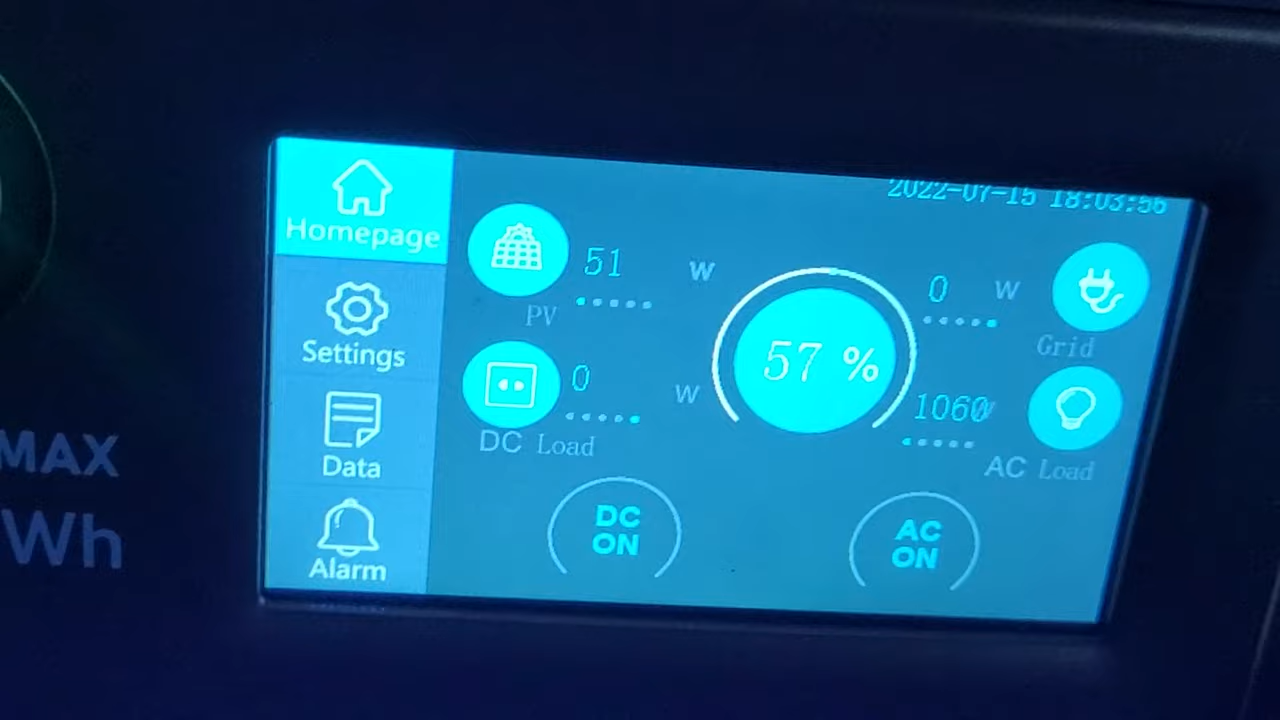 2022-07-15 18:03:56
Homepage
51 W
0 W
PV
Grid
Settings
57 %
0 W
1060W
DC Load
AC Load
MAX
Data
DC
ON
AC
ON
Wh
Alarm